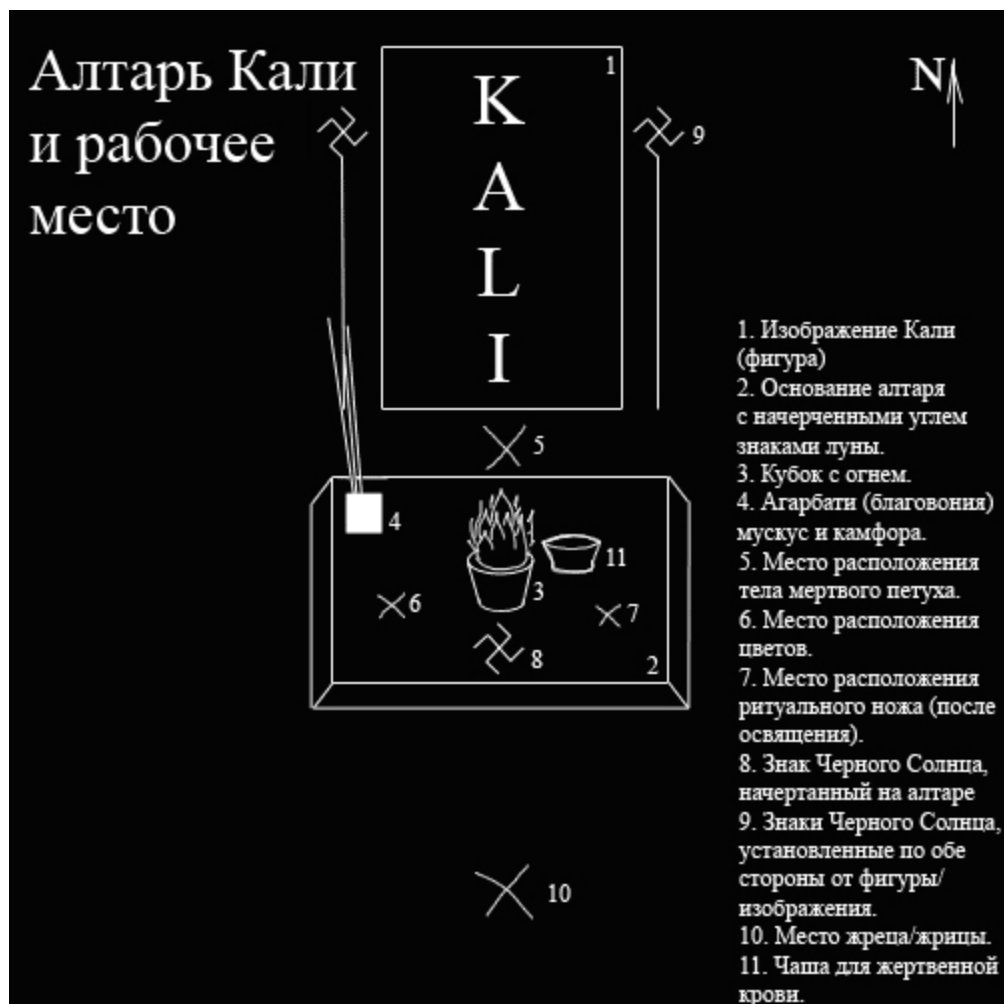 Алтарь Кали
и рабочее
место
K
A
L
I
1
N
9
5
4
3
11
6
7
8
2
10
1. Изображение Кали
(фигура)
2. Основание алтаря
с начерченными углем
знаками луны.
3. Кубок с огнем.
4. Агарбати (благовония)
мускус и камфора.
5. Место расположения
тела мертвого петуха.
6. Место расположения
цветов.
7. Место расположения
ритуального ножа (после
освящения).
8. Знак Черного Солнца,
начертанный на алтаре
9. Знаки Черного Солнца,
установленные по обе
стороны от фигуры/
изображения.
10. Место жреца/жрицы.
11. Чаша для жертвенной
крови.